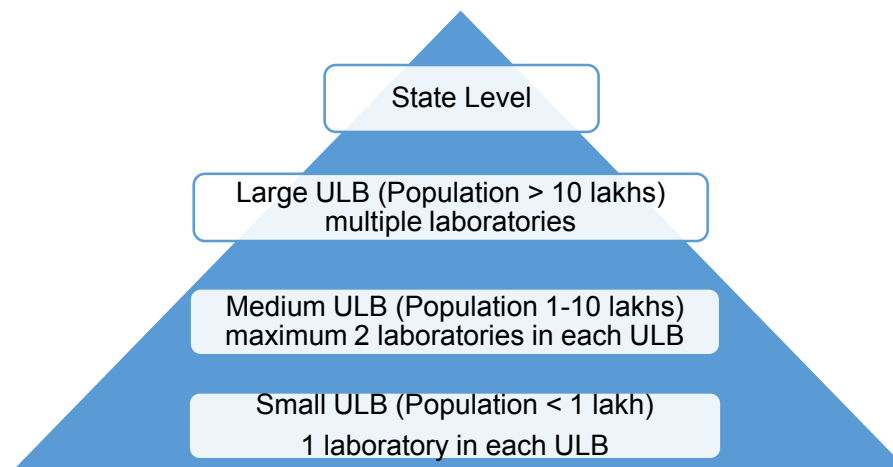 State Level
Large ULB (Population > 10 lakhs)
multiple laboratories
Medium ULB (Population 1-10 lakhs)
maximum 2 laboratories in each ULB
Small ULB (Population < 1 lakh)
1 laboratory in each ULB